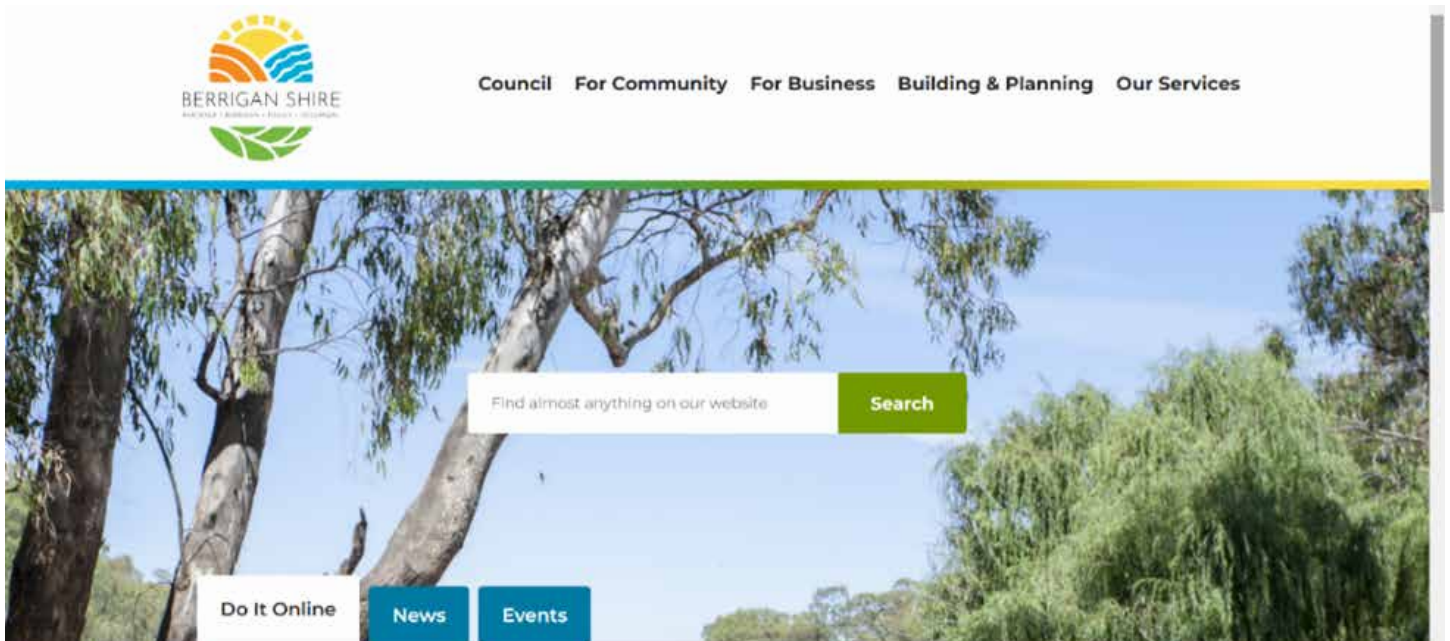 BERRIGAN SHIRE
Council For Community For Business Building & Planning Our Services
Find almost anything on our website Search
Do It Online News Events